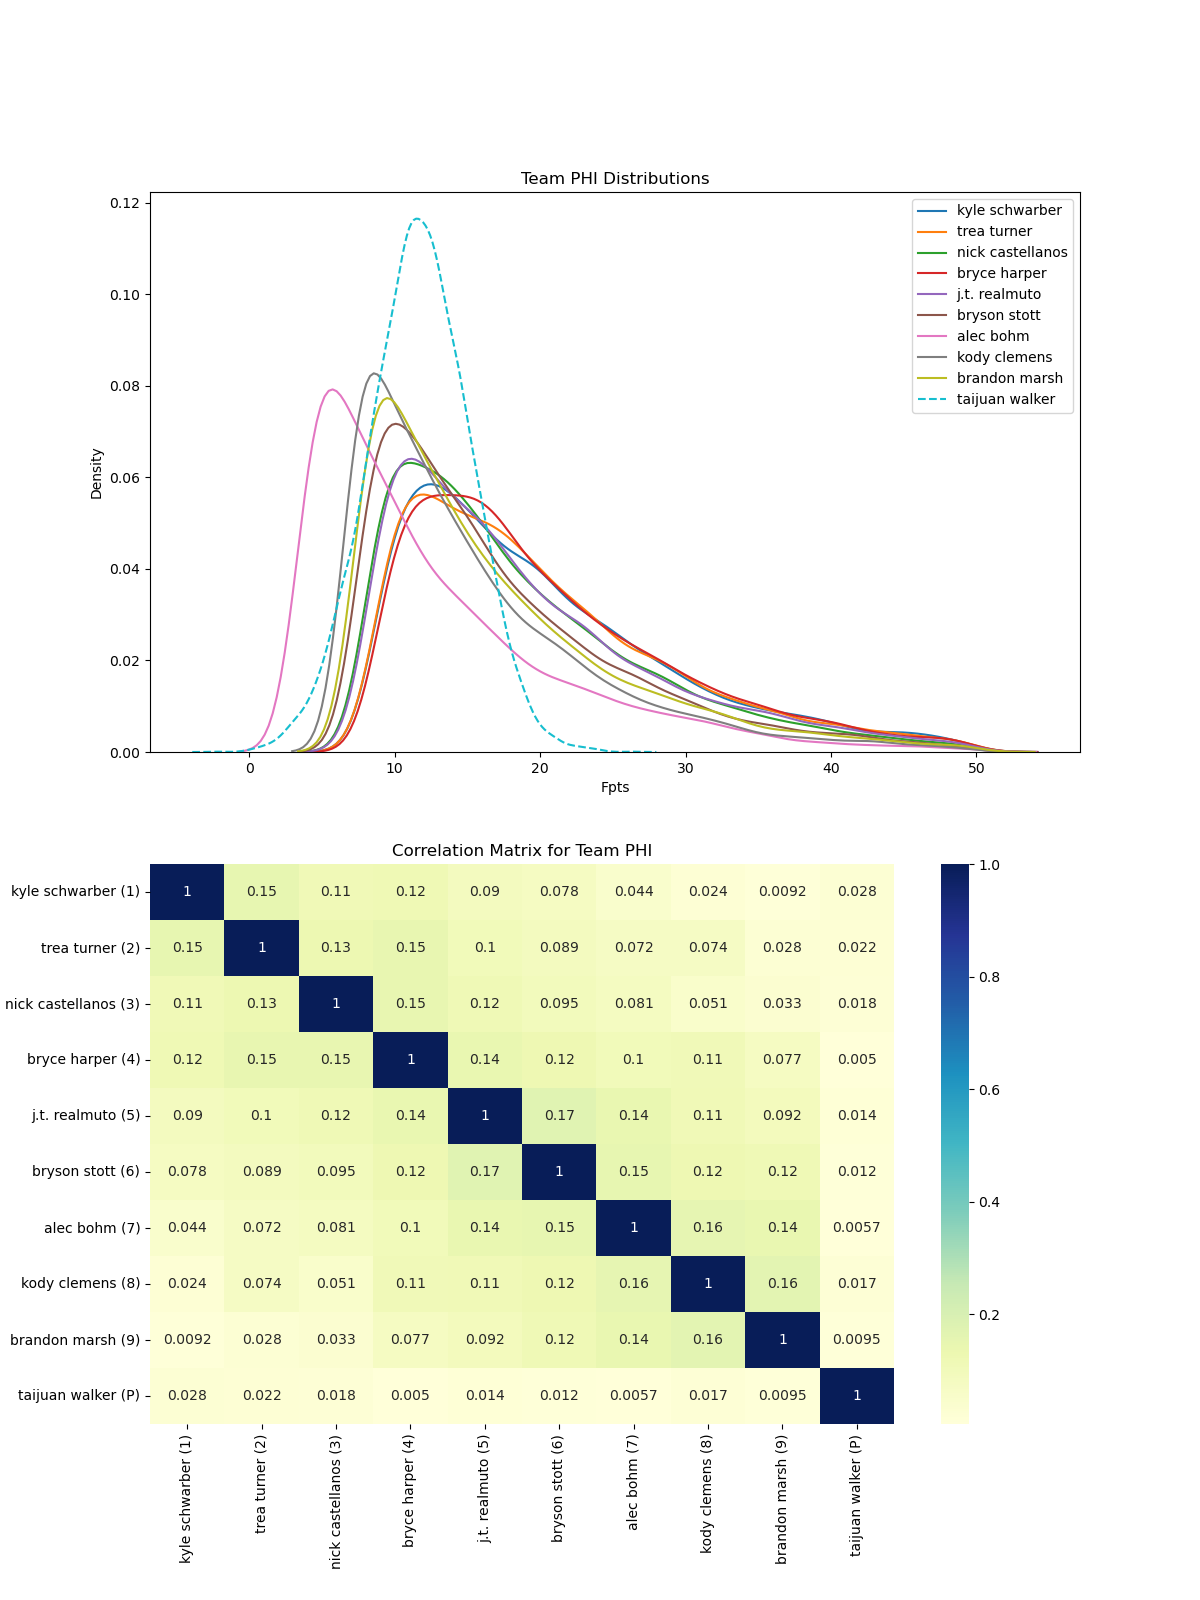 Team PHI Distributions
0.12
0.10
0.08
0.06
0.04
0.02
0.00
Density
0 10 20 30 40 50
Fpts
kyle schwarber
trea turner
nick castellanos
bryce harper
j.t. realmuto
bryson stott
alec bohm
kody clemens
brandon marsh
taijuan walker
Correlation Matrix for Team PHI
kyle schwarber (1) 1 0.15 0.11 0.12 0.09 0.078 0.044 0.024 0.0092 0.028
trea turner (2) 0.15 1 0.13 0.15 0.1 0.089 0.072 0.074 0.028 0.022
nick castellanos (3) 0.11 0.13 1 0.15 0.12 0.095 0.081 0.051 0.033 0.018
bryce harper (4) 0.12 0.15 0.15 1 0.14 0.12 0.1 0.11 0.077 0.005
j.t. realmuto (5) 0.09 0.1 0.12 0.14 1 0.17 0.14 0.11 0.092 0.014
bryson stott (6) 0.078 0.089 0.095 0.12 0.17 1 0.15 0.12 0.12 0.012
alec bohm (7) 0.044 0.072 0.081 0.1 0.14 0.15 1 0.16 0.14 0.0057
kody clemens (8) 0.024 0.074 0.051 0.11 0.11 0.12 0.16 1 0.16 0.017
brandon marsh (9) 0.0092 0.028 0.033 0.077 0.092 0.12 0.14 0.16 1 0.0095
taijuan walker (P) 0.028 0.022 0.018 0.005 0.014 0.012 0.0057 0.017 0.0095 1
kyle schwarber (1)
trea turner (2)
nick castellanos (3)
bryce harper (4)
j.t. realmuto (5)
bryson stott (6)
alec bohm (7)
kody clemens (8)
brandon marsh (9)
taijuan walker (P)
1.0
0.8
0.6
0.4
0.2